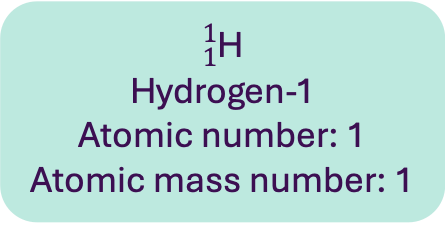 ¹₁H
Hydrogen-1
Atomic number: 1
Atomic mass number: 1